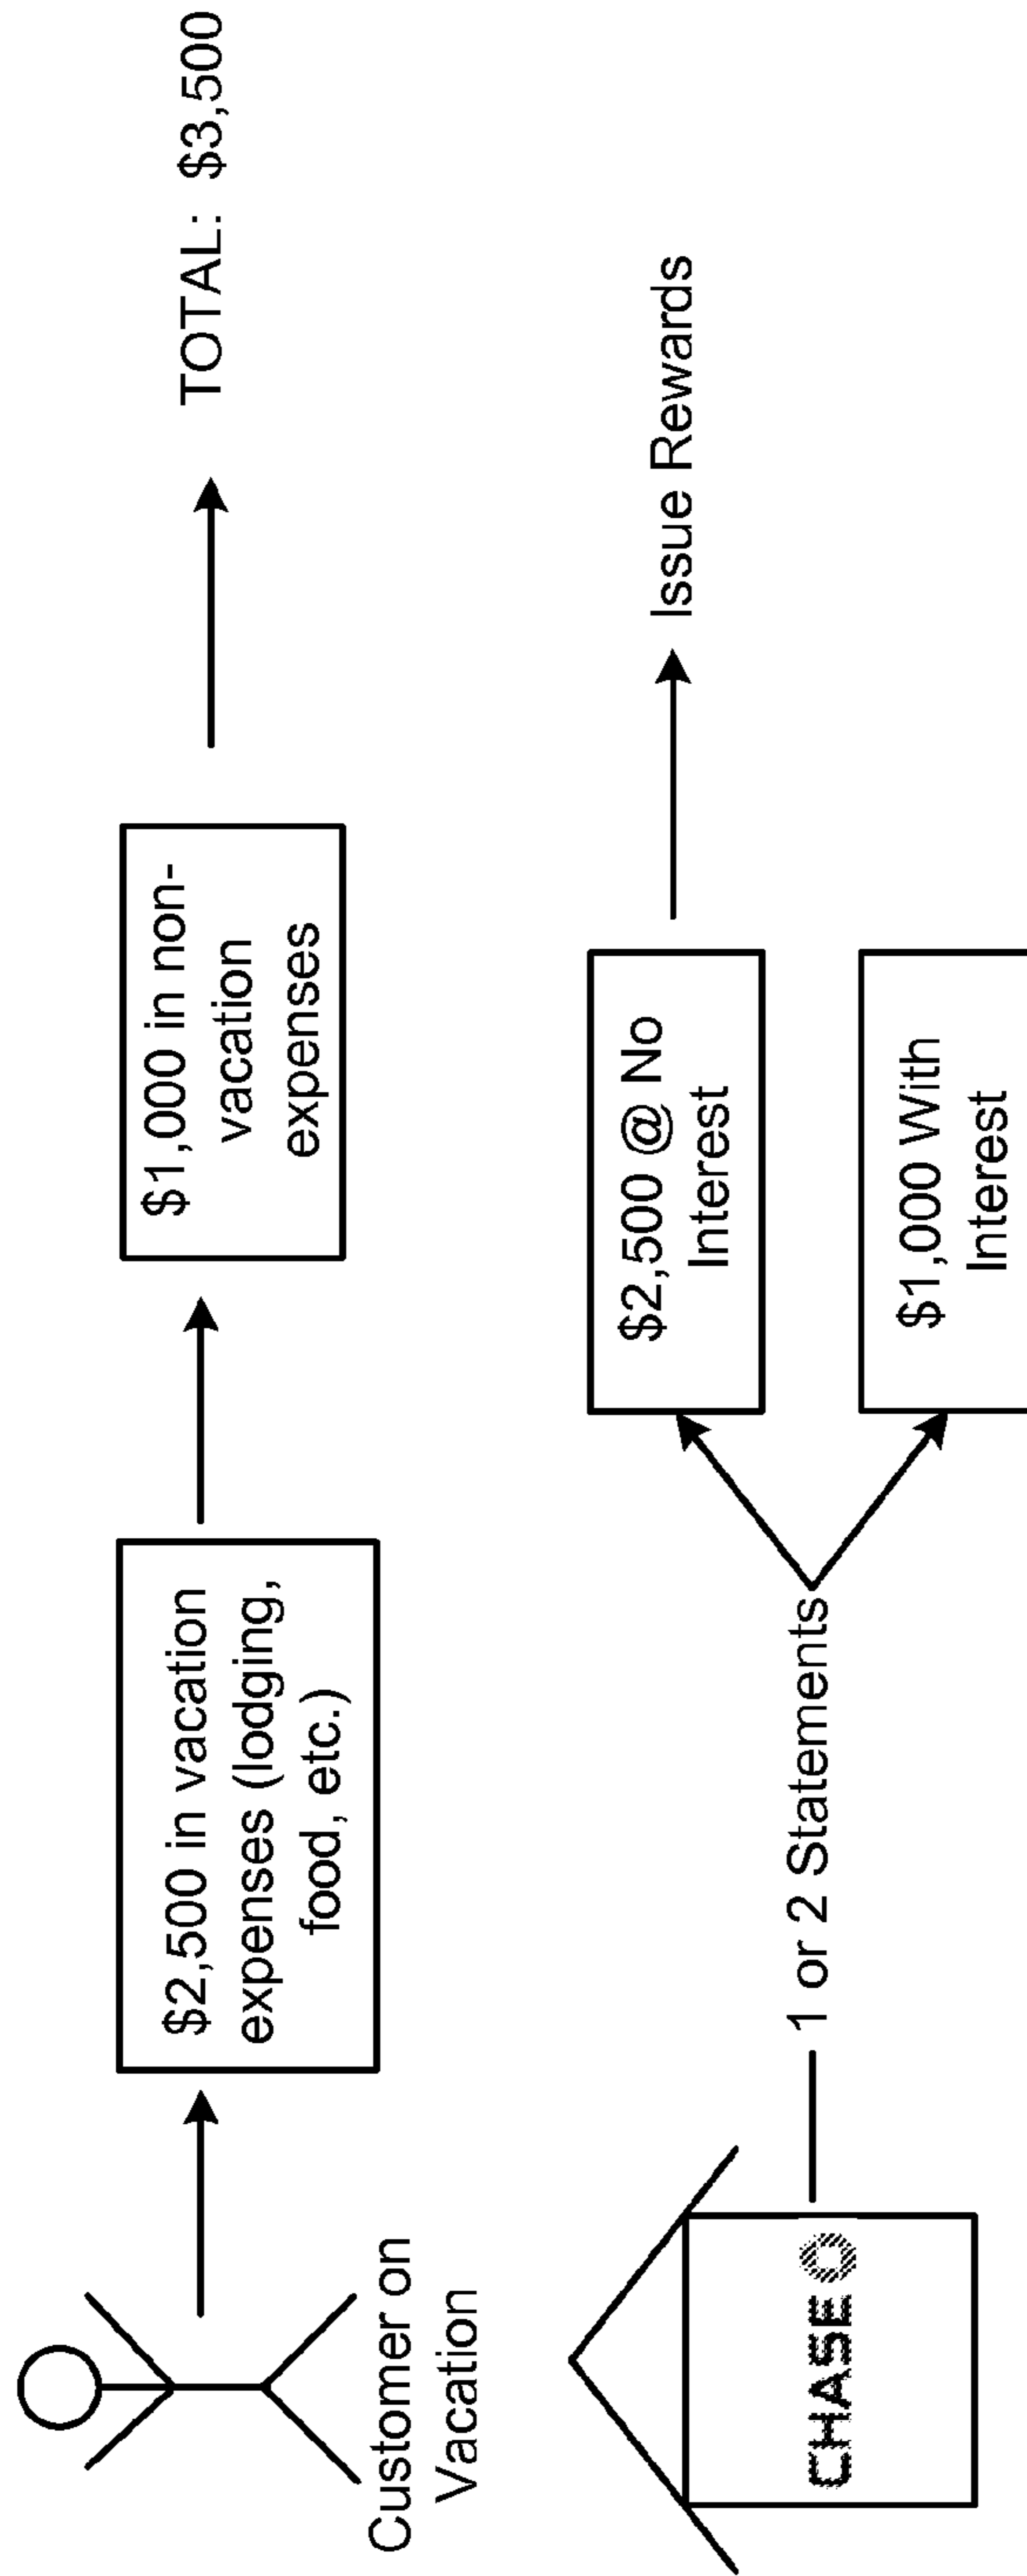 Customer on
Vacation
$2,500 in vacation
expenses (lodging,
food, etc.)
$1,000 in non-
vacation
expenses
TOTAL: $3,500
CHASE
1 or 2 Statements
$2,500 @ No
Interest
Issue Rewards
$1,000 With
Interest